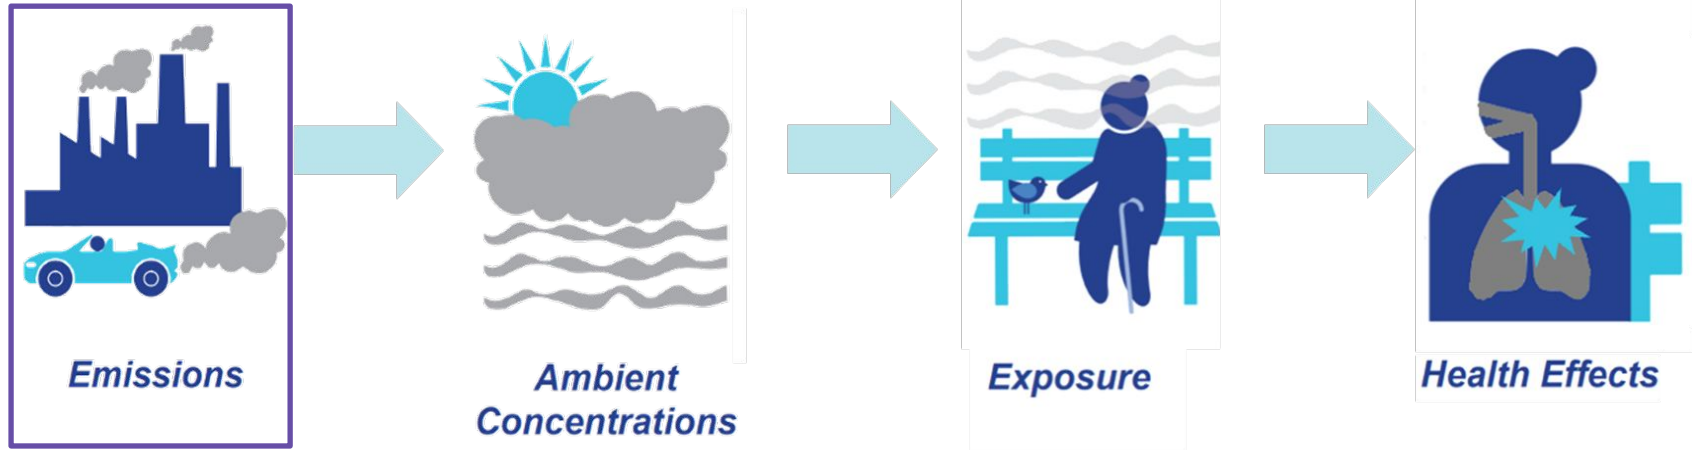 Emissions
Ambient
Concentrations
Exposure
Health Effects